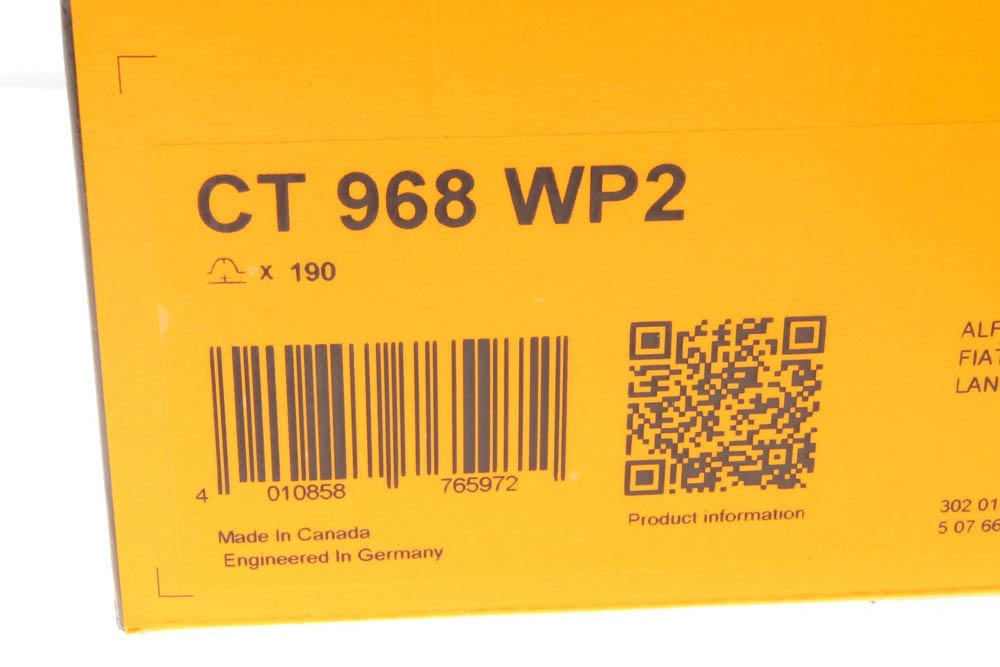 CT 968 WP2
x 190
4 010858 765972
Made In Canada
Engineered In Germany
Product information
ALF
FIAT
LAN
302 01
5 07 66